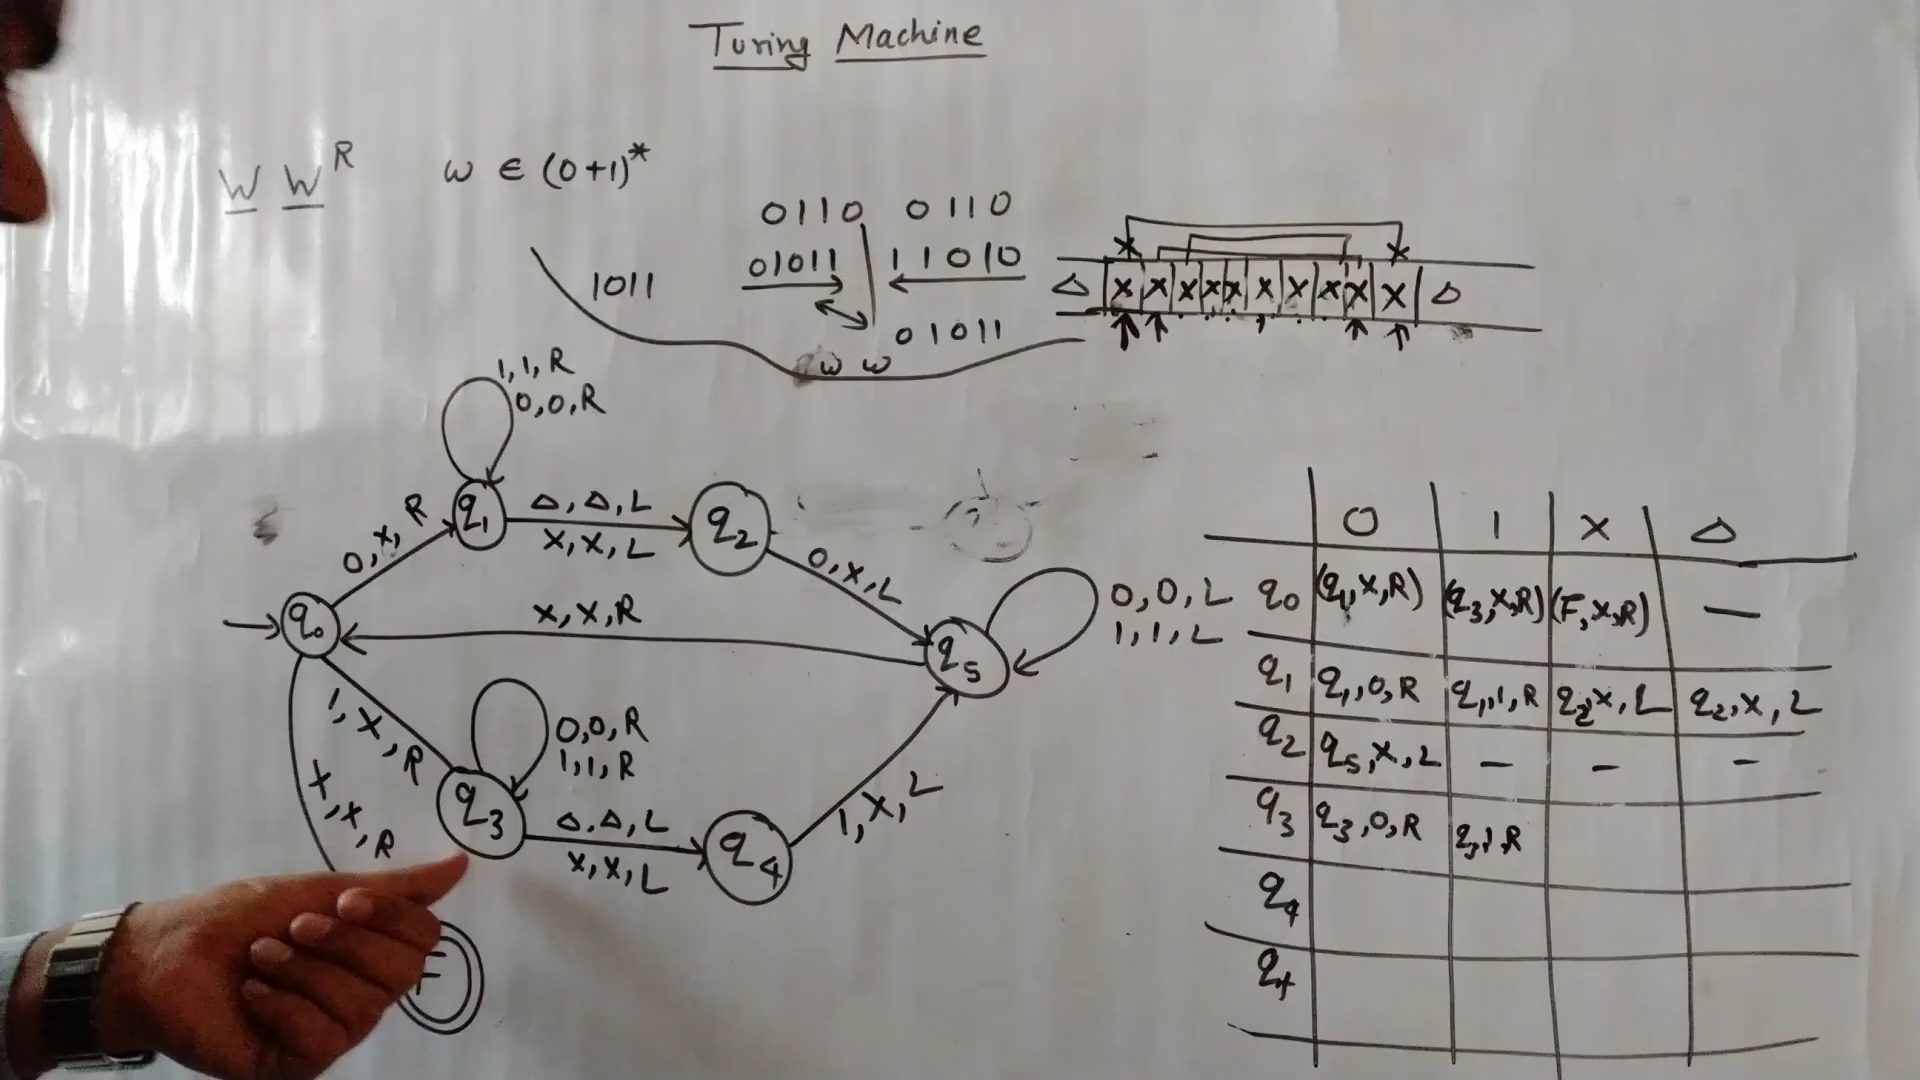 Turing Machine
W W^R w ∈ (0+1)*
0110 0110
01011 11010
1011
01011
w w
x x
Δ x x x x x x x x x x Δ
1,1,R
0,0,R
q1 Δ,Δ,L q2
x,x,L
0,x,R
0,x,L
q0 x,x,R q5 0,0,L
1,1,L
1,x,R
0,0,R
1,1,R
x,x,R
q3 Δ,Δ,L q4
x,x,L
1,x,L
F
0 1 x Δ
q0 (q1,x,R) (q3,x,R) (F,x,R) —
q1 q1,0,R q1,1,R q2,x,L q2,x,L
q2 q5,x,L - - -
q3 q3,0,R q3,1,R
q4